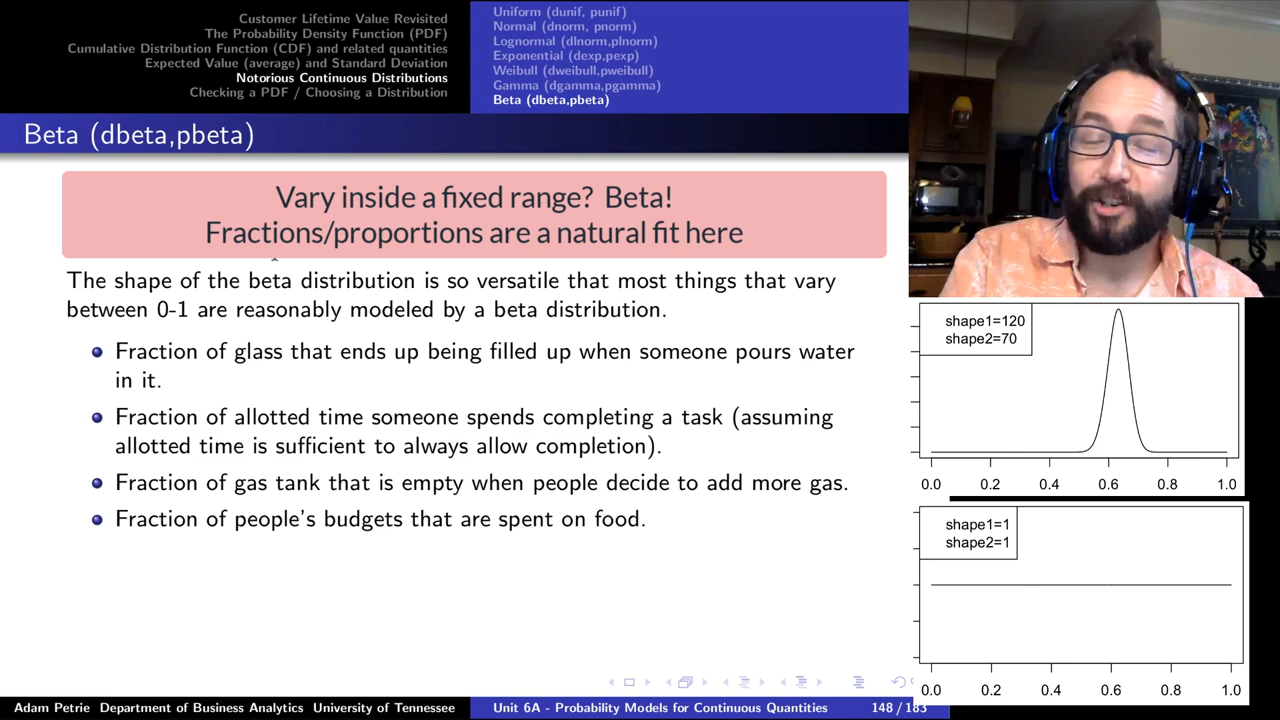 Customer Lifetime Value Revisited
The Probability Density Function (PDF)
Cumulative Distribution Function (CDF) and related quantities
Expected Value (average) and Standard Deviation
Notorious Continuous Distributions
Checking a PDF / Choosing a Distribution
Uniform (dunif, punif)
Normal (dnorm, pnorm)
Lognormal (dlnorm,plnorm)
Exponential (dexp,pexp)
Weibull (dweibull,pweibull)
Gamma (dgamma,pgamma)
Beta (dbeta,pbeta)
Beta (dbeta,pbeta)
Vary inside a fixed range? Beta!
Fractions/proportions are a natural fit here
The shape of the beta distribution is so versatile that most things that vary
between 0-1 are reasonably modeled by a beta distribution.
Fraction of glass that ends up being filled up when someone pours water
in it.
Fraction of allotted time someone spends completing a task (assuming
allotted time is sufficient to always allow completion).
Fraction of gas tank that is empty when people decide to add more gas.
Fraction of people's budgets that are spent on food.
shape1=120
shape2=70
0.0 0.2 0.4 0.6 0.8 1.0
shape1=1
shape2=1
0.0 0.2 0.4 0.6 0.8 1.0
Adam Petrie Department of Business Analytics University of Tennessee
Unit 6A - Probability Models for Continuous Quantities
148 / 183